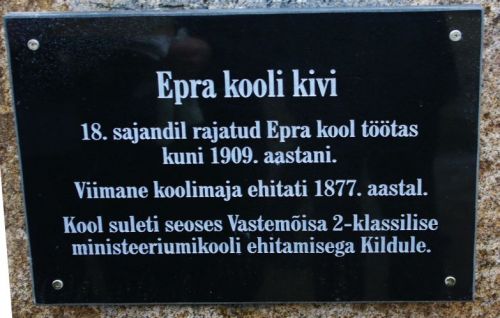 Epra kooli kivi
18. sajandil rajatud Epra kool töötas
kuni 1909. aastani.
Viimane koolimaja ehitati 1877. aastal.
Kool suleti seoses Vastemõisa 2-klassilise
ministeeriumikooli ehitamisega Kildule.